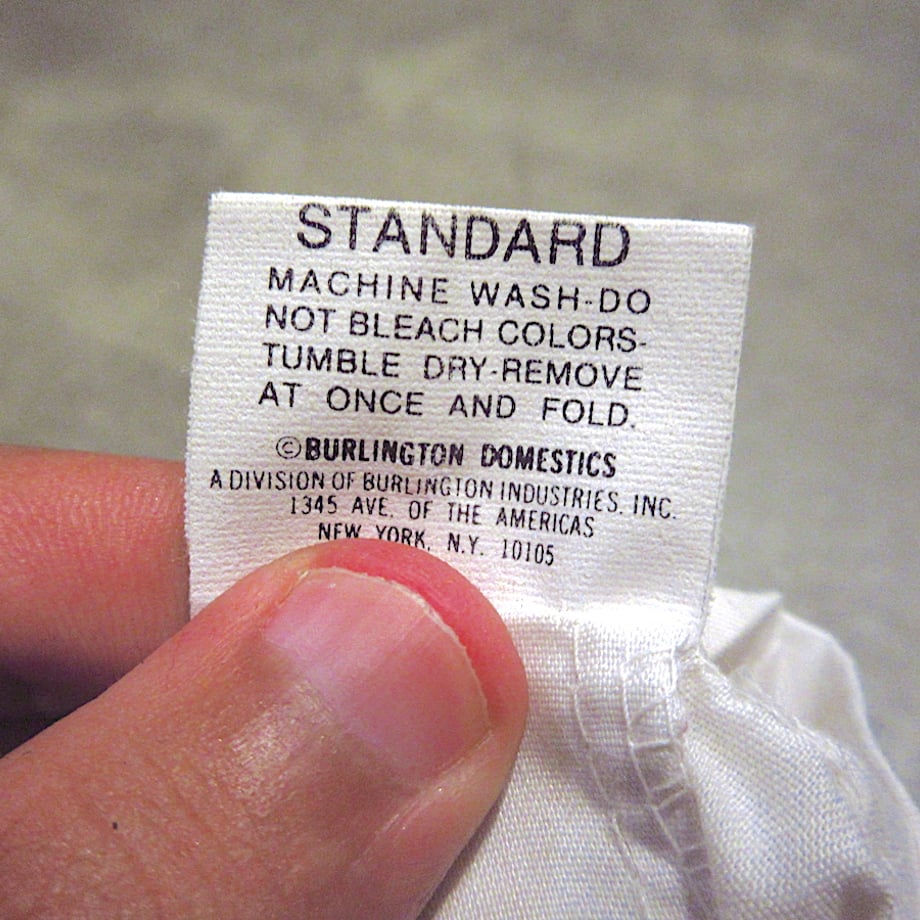 STANDARD
MACHINE WASH-DO
NOT BLEACH COLORS-
TUMBLE DRY-REMOVE
AT ONCE AND FOLD.
©BURLINGTON DOMESTICS
A DIVISION OF BURLINGTON INDUSTRIES, INC.
1345 AVE. OF THE AMERICAS
NEW YORK, N.Y. 10105